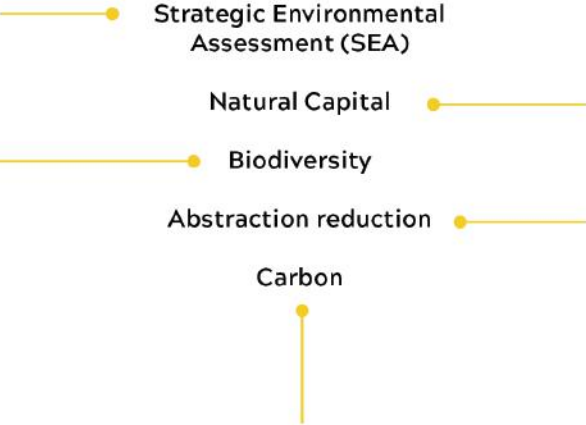 Strategic Environmental
Assessment (SEA)
Natural Capital
Biodiversity
Abstraction reduction
Carbon